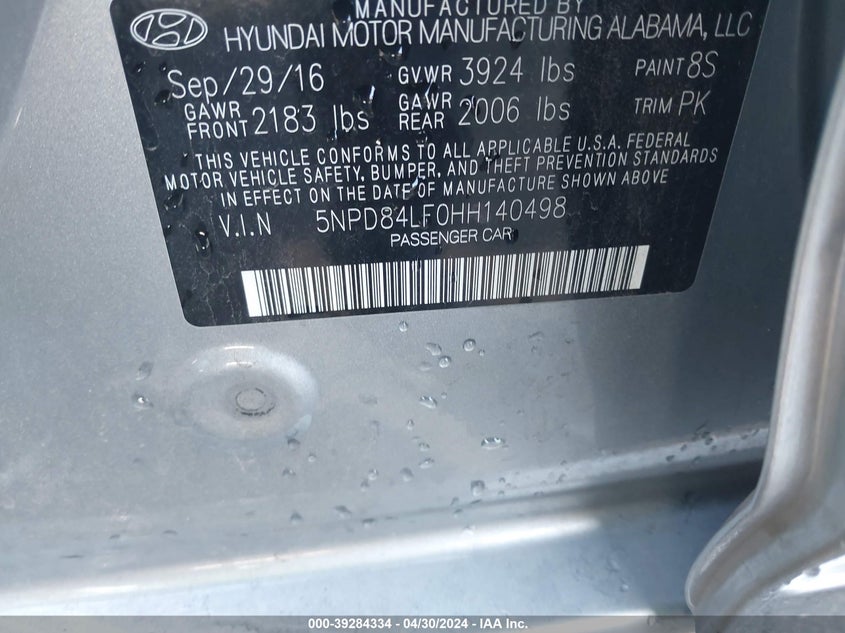 MANUFACTURED BY
HYUNDAI MOTOR MANUFACTURING ALABAMA, LLC
Sep/29/16 GVWR 3924 lbs PAINT 8S
GAWR FRONT 2183 lbs GAWR REAR 2006 lbs TRIM PK
THIS VEHICLE CONFORMS TO ALL APPLICABLE U.S.A. FEDERAL
MOTOR VEHICLE SAFETY, BUMPER, AND THEFT PREVENTION STANDARDS
IN EFFECT ON THE DATE OF MANUFACTURE SHOWN ABOVE
V.I.N 5NPD84LF0HH140498
PASSENGER CAR
000-39284334 - 04/30/2024 - IAA Inc.